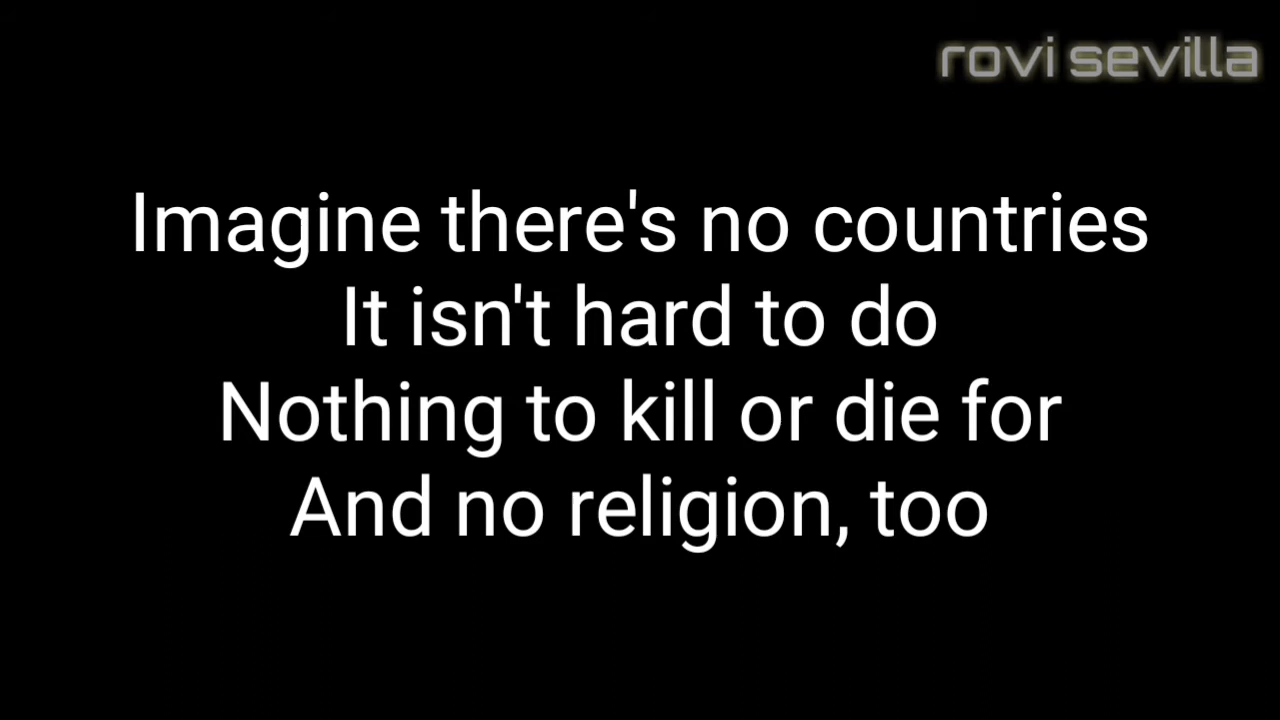 rovi sevilla
Imagine there's no countries
It isn't hard to do
Nothing to kill or die for
And no religion, too